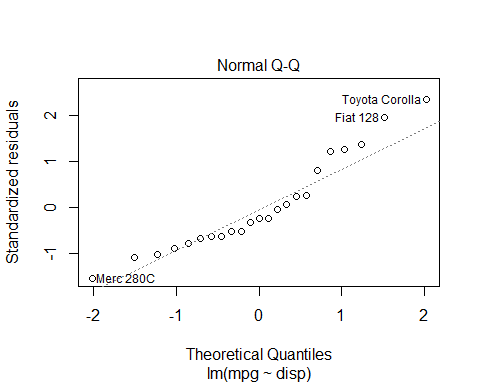 Normal Q-Q
Standardized residuals
2
1
0
-1
Toyota Corolla
Fiat 128
Merc 280C
-2
-1
0
1
2
Theoretical Quantiles
lm(mpg ~ disp)